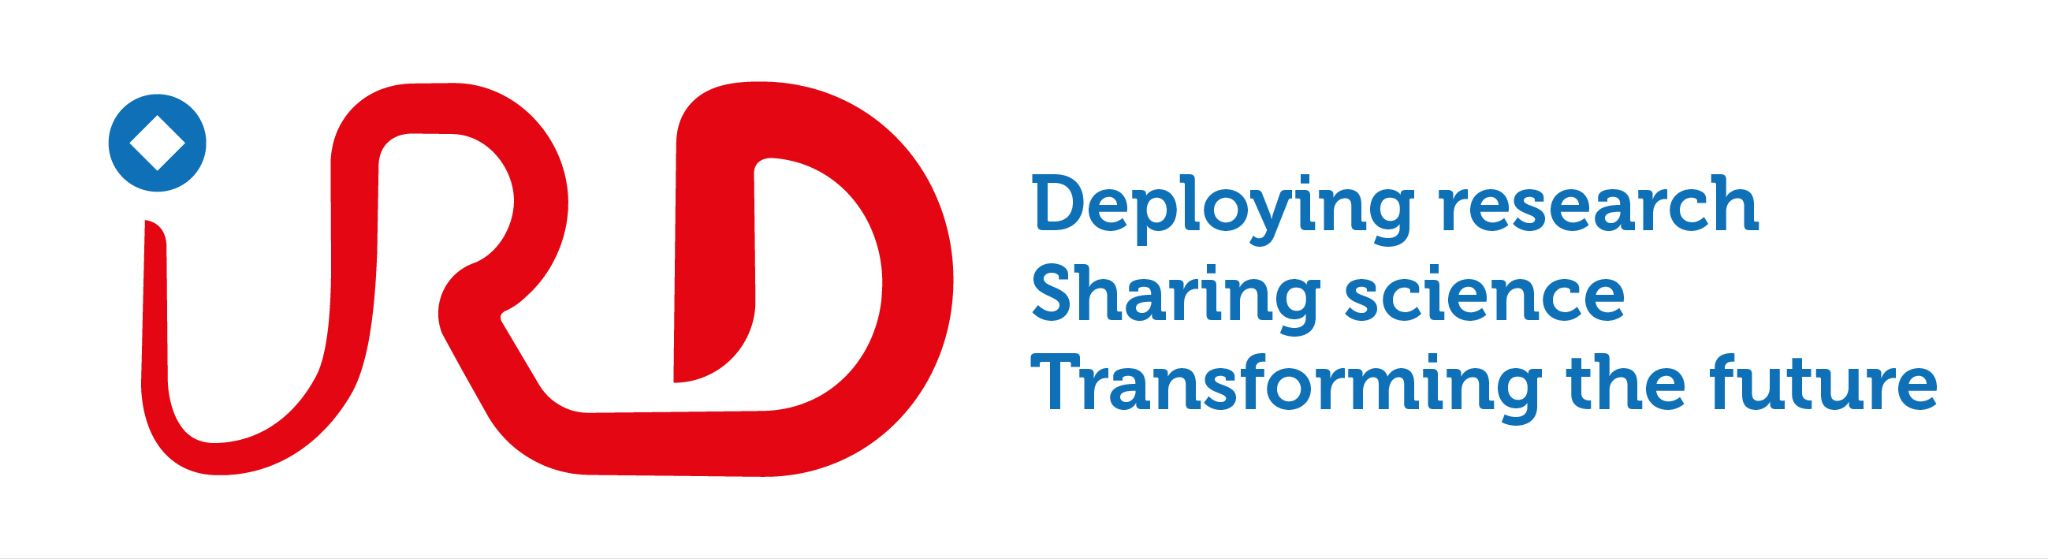 iRD
Deploying research
Sharing science
Transforming the future